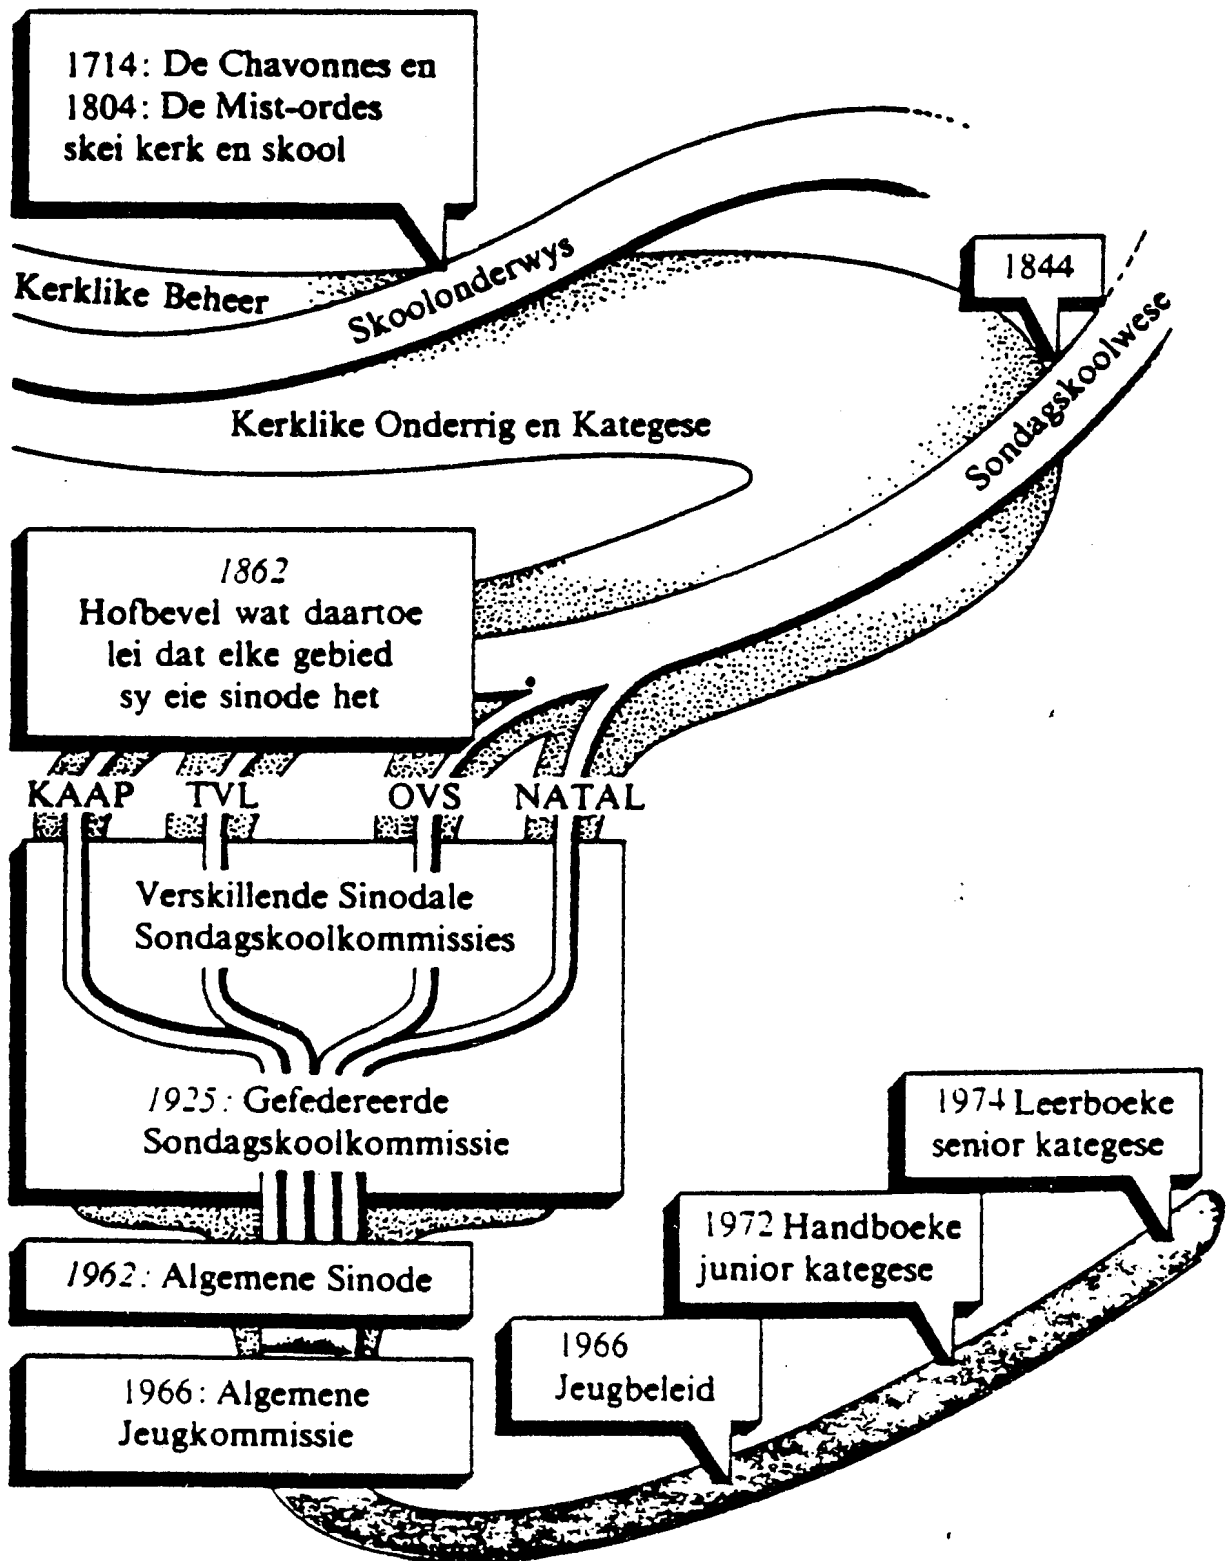 1714: De Chavonnes en
1804: De Mist-ordes
skei kerk en skool
Kerklike Beheer
Skoolonderwys
1844
Sondagskoolwese
Kerklike Onderrig en Kategese
1862
Hofbevel wat daartoe
lei dat elke gebied
sy eie sinode het
KAAP TVL OVS NATAL
Verskillende Sinodale
Sondagskoolkommissies
1925: Gefedereerde
Sondagskoolkommissie
1962: Algemene Sinode
1966: Algemene
Jeugkommissie
1966
Jeugbeleid
1972 Handboeke
junior kategese
1974 Leerboeke
senior kategese